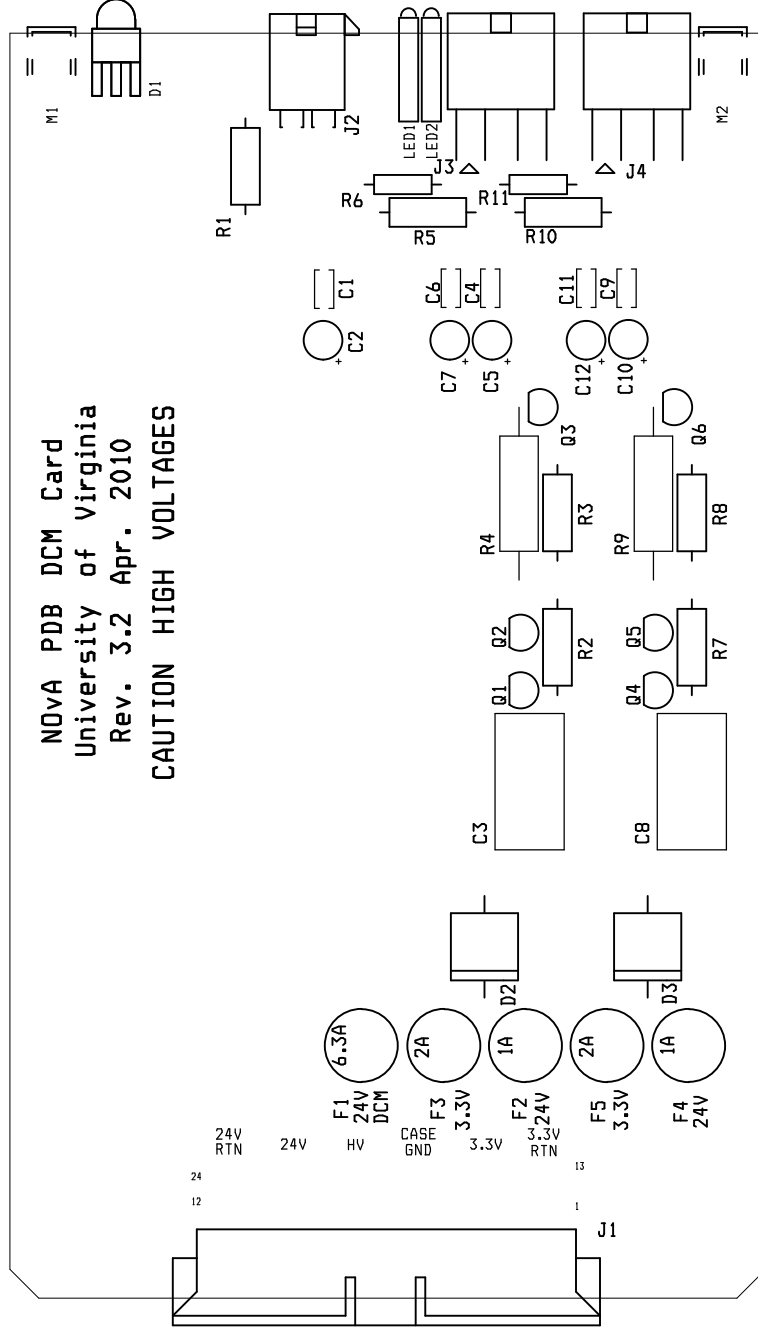 M1
D1
J2
LED1
LED2
J3
J4
M2
R1
R6
R5
R11
R10
C1
C6
C4
C11
C9
C2
C7
C5
C12
C10
Q3
Q6
NOvA PDB DCM Card
University of Virginia
Rev. 3.2 Apr. 2010
CAUTION HIGH VOLTAGES
R4
R3
R9
R8
Q2
Q1
R2
Q5
Q4
R7
C3
C8
D2
D3
6.3A
2A
1A
2A
1A
F1
24V
DCM
F3
3.3V
F2
24V
F5
3.3V
F4
24V
24V
RTN
24V
HV
CASE
GND
3.3V
3.3V
RTN
24
13
12
1
J1